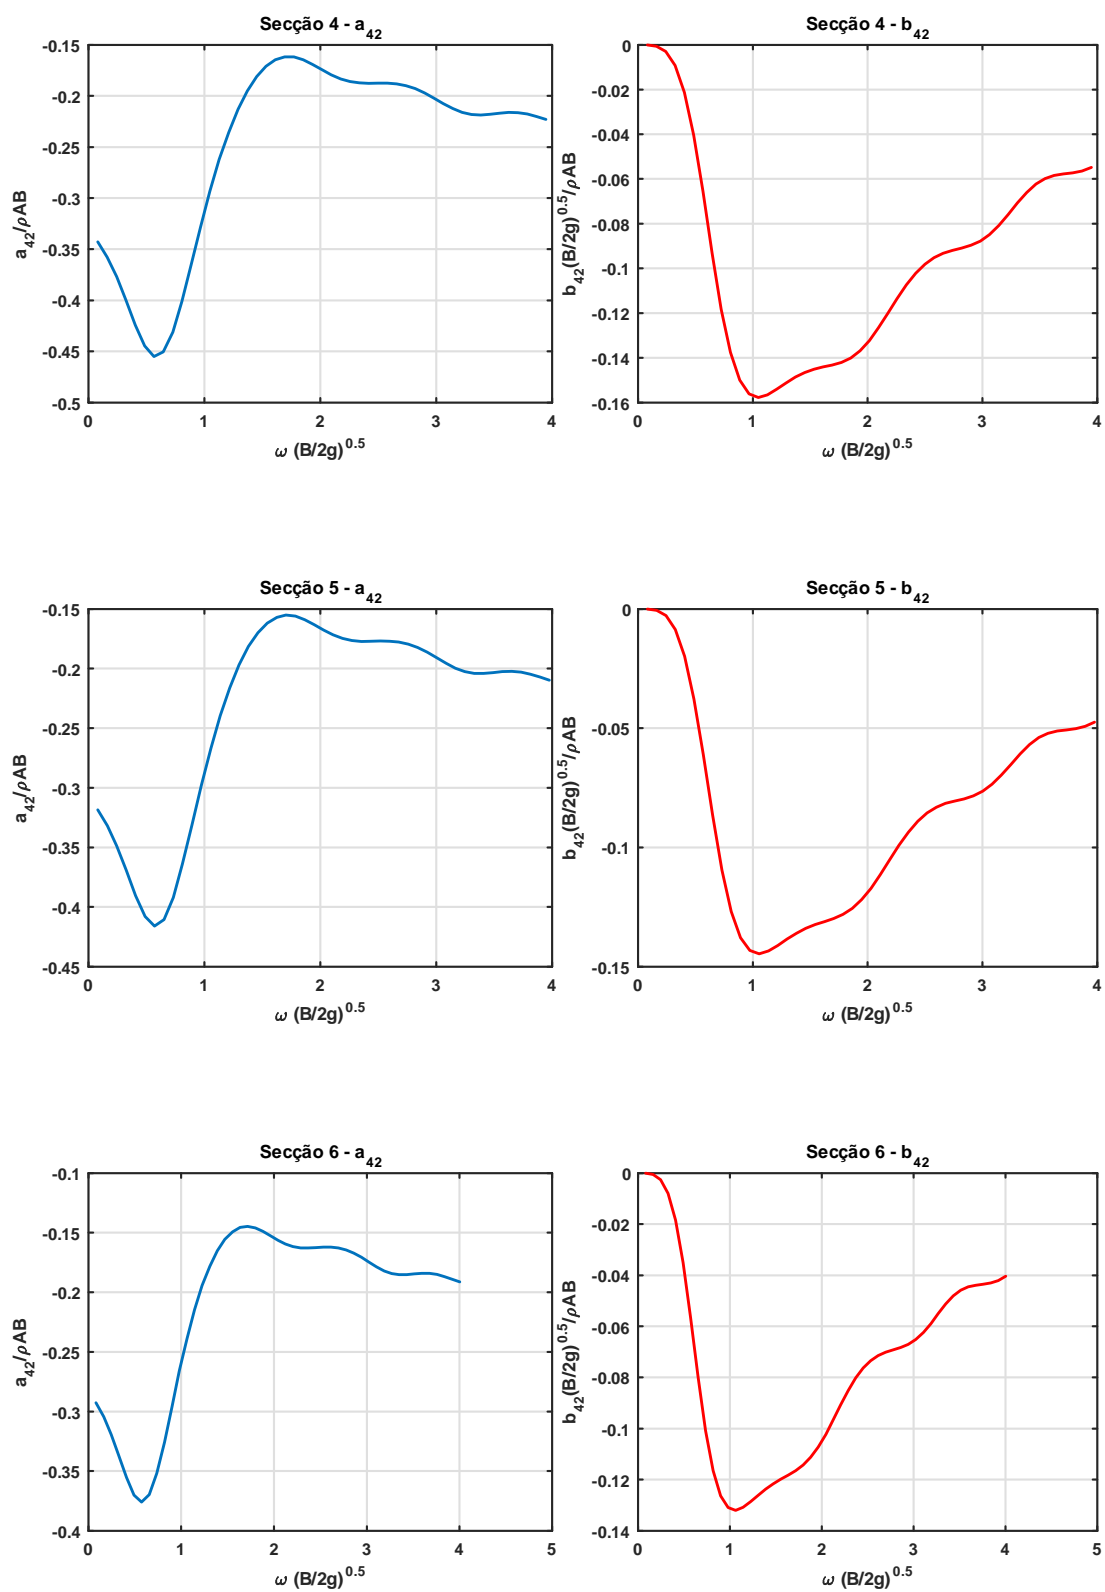 Secção 4 - a42
-0.15
-0.2
-0.25
-0.3
-0.35
-0.4
-0.45
-0.5
a42/ρAB
0 1 2 3 4
ω (B/2g)0.5
Secção 4 - b42
0
-0.02
-0.04
-0.06
-0.08
-0.1
-0.12
-0.14
-0.16
b42(B/2g)0.5/ρAB
0 1 2 3 4
ω (B/2g)0.5
Secção 5 - a42
-0.15
-0.2
-0.25
-0.3
-0.35
-0.4
-0.45
a42/ρAB
0 1 2 3 4
ω (B/2g)0.5
Secção 5 - b42
0
-0.05
-0.1
-0.15
b42(B/2g)0.5/ρAB
0 1 2 3 4
ω (B/2g)0.5
Secção 6 - a42
-0.1
-0.15
-0.2
-0.25
-0.3
-0.35
-0.4
a42/ρAB
0 1 2 3 4 5
ω (B/2g)0.5
Secção 6 - b42
0
-0.02
-0.04
-0.06
-0.08
-0.1
-0.12
-0.14
b42(B/2g)0.5/ρAB
0 1 2 3 4 5
ω (B/2g)0.5